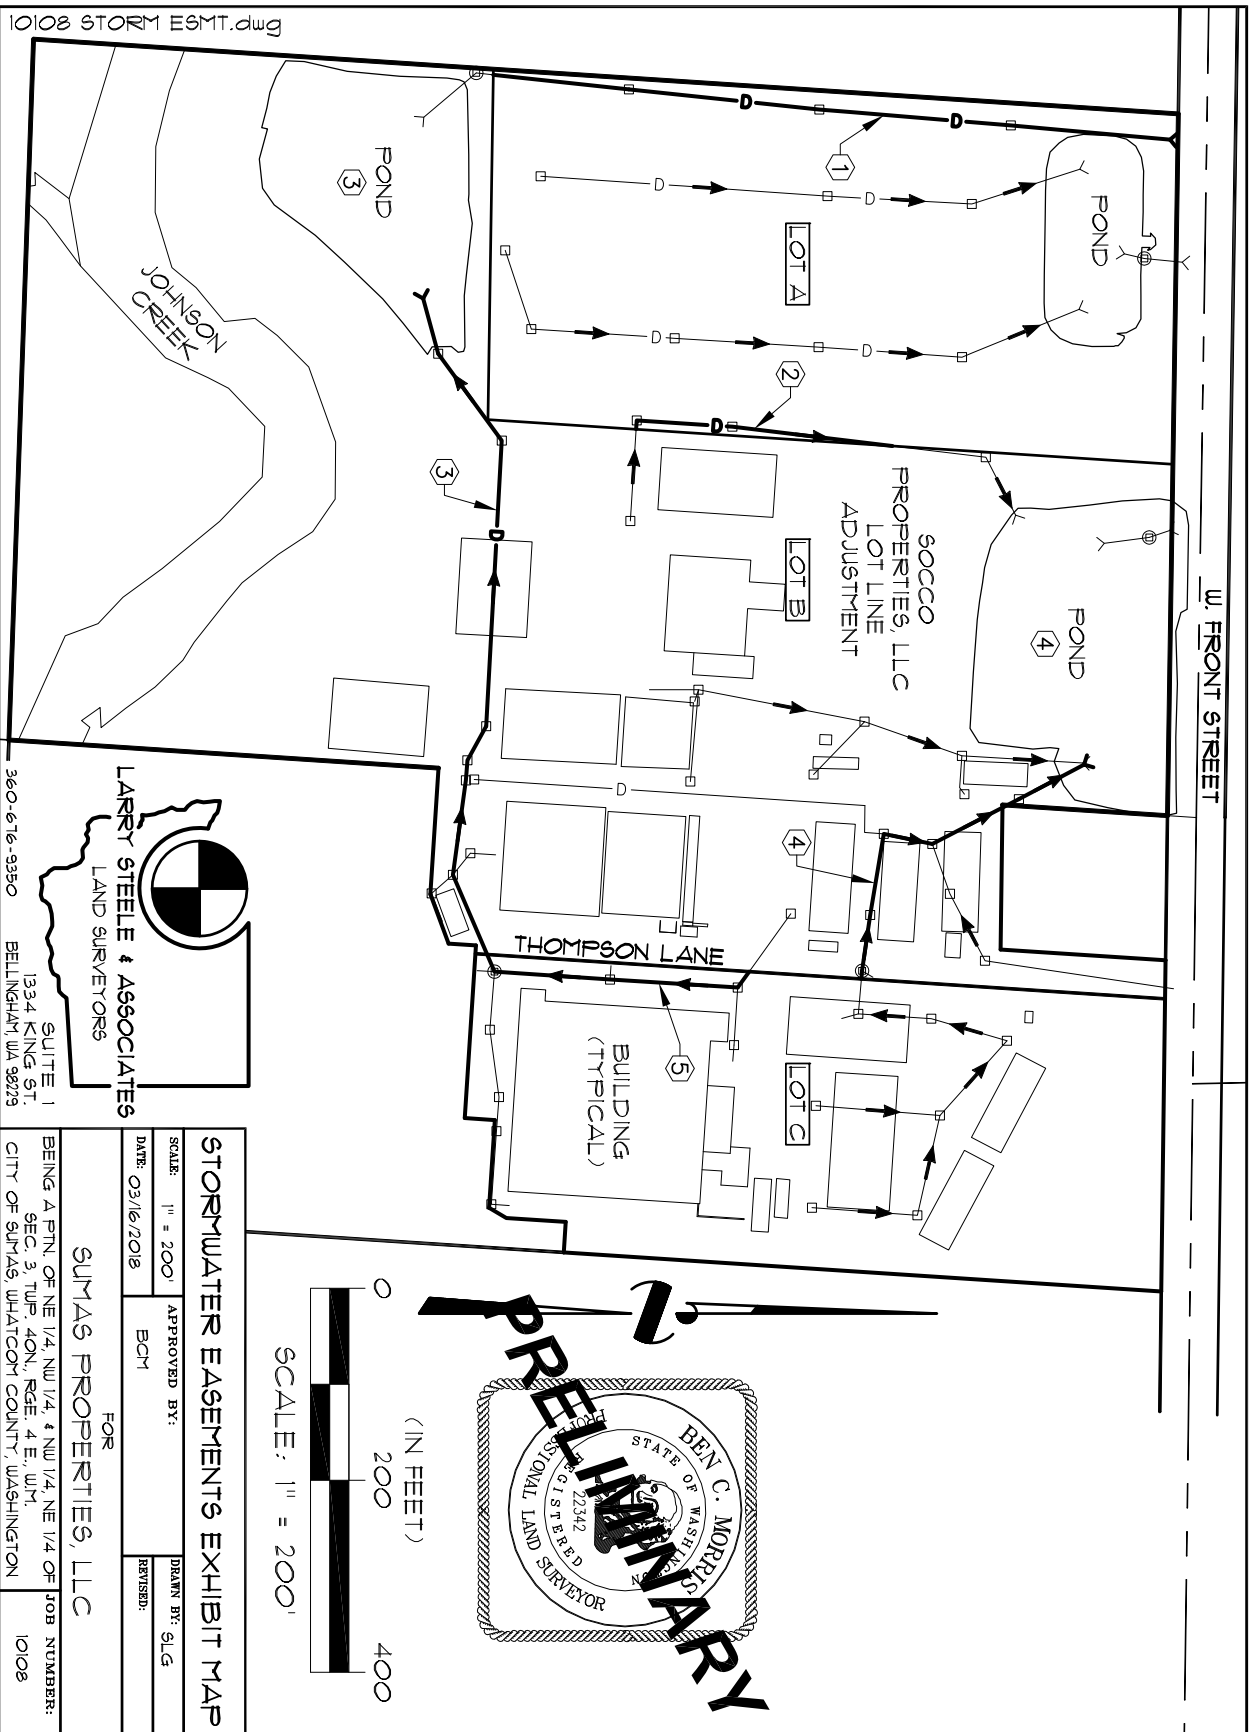 10108 STORM ESMT.dwg
W. FRONT STREET
POND
POND
3
1
LOT A
JOHNSON
CREEK
2
SOCCO
PROPERTIES, LLC
LOT LINE
ADJUSTMENT
LOT B
POND
4
3
4
THOMPSON LANE
5
BUILDING
(TYPICAL)
LOT C
D
D
D
D
D
D
D
D
D
LARRY STEELE & ASSOCIATES
LAND SURVEYORS
SUITE 1
1334 KING ST.
360-676-9350 BELLINGHAM, WA 98229
0 200 400
(IN FEET)
SCALE: 1" = 200'
PRELIMINARY
BEN C. MORRIS
STATE OF WASHINGTON
22342
REGISTERED
PROFESSIONAL LAND SURVEYOR
STORMWATER EASEMENTS EXHIBIT MAP
SCALE: 1" = 200'
APPROVED BY:
DRAWN BY: SLG
DATE: 03/16/2018
BCM
REVISED:
FOR
SUMAS PROPERTIES, LLC
BEING A PTN. OF NE 1/4, NW 1/4, & NW 1/4, NE 1/4 OF
SEC. 3, TWP. 40N., RGE. 4 E., W.M.
CITY OF SUMAS, WHATCOM COUNTY, WASHINGTON
JOB NUMBER:
10108